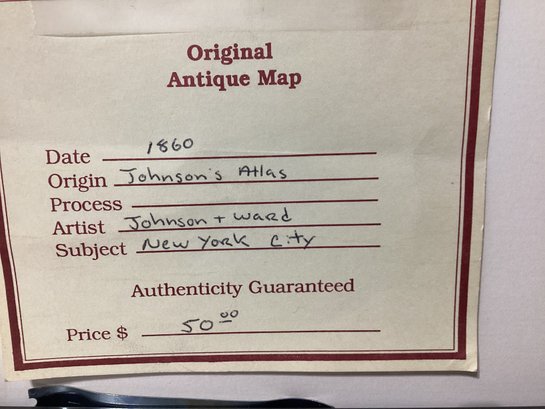 Original
Antique Map
Date 1860
Origin Johnson's Atlas
Process
Artist Johnson + Ward
Subject New York City
Authenticity Guaranteed
Price $ 50.00